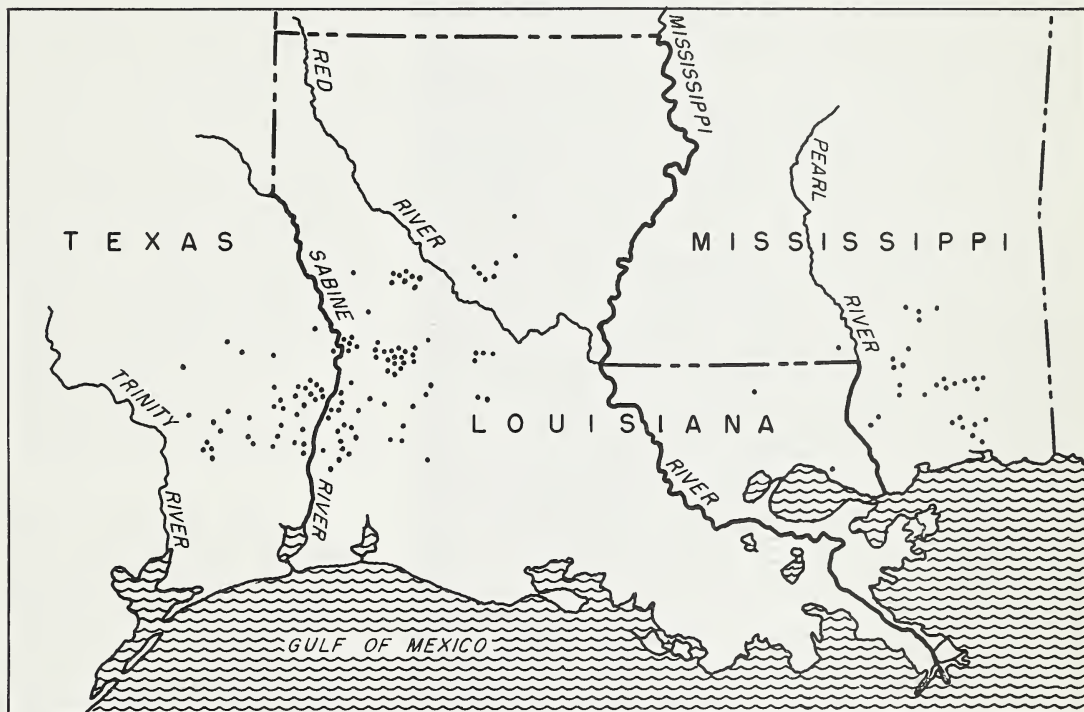 RED
RIVER
MISSISSIPPI
RIVER
PEARL
RIVER
TEXAS
MISSISSIPPI
SABINE
RIVER
TRINITY
RIVER
LOUISIANA
GULF OF MEXICO